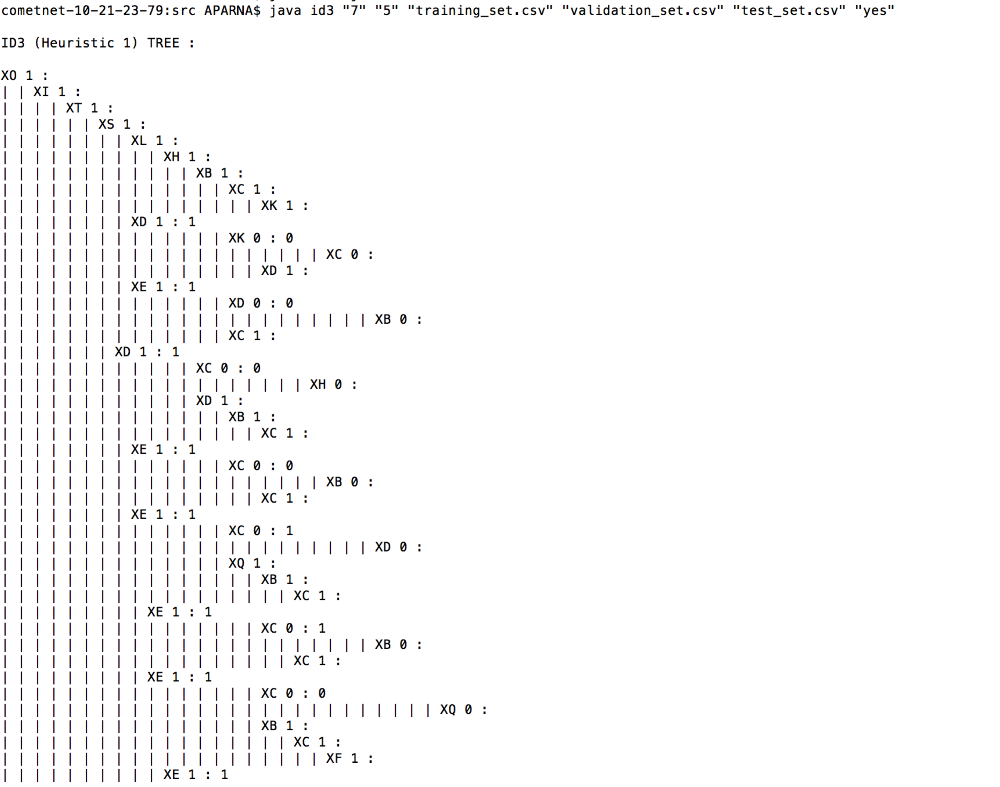 cometnet-10-21-23-79:src APARNA$ java id3 "7" "5" "training_set.csv" "validation_set.csv" "test_set.csv" "yes"
ID3 (Heuristic 1) TREE :
XO 1 :
| | XI 1 :
| | | | XT 1 :
| | | | | | XS 1 :
| | | | | | | | XL 1 :
| | | | | | | | | | XH 1 :
| | | | | | | | | | | | XB 1 :
| | | | | | | | | | | | | | XC 1 :
| | | | | | | | | | | | | | | | XK 1 :
| | | | | | | | XD 1 : 1
| | | | | | | | | | | | | | XK 0 : 0
| | | | | | | | | | | | | | | | | | | | XC 0 :
| | | | | | | | | | | | | | | | XD 1 :
| | | | | | | | XE 1 : 1
| | | | | | | | | | | | | | XD 0 : 0
| | | | | | | | | | | | | | | | | | | | | | | XB 0 :
| | | | | | | | | | | | | | XC 1 :
| | | | | | | XD 1 : 1
| | | | | | | | | | | | XC 0 : 0
| | | | | | | | | | | | | | | | | | | XH 0 :
| | | | | | | | | | | | XD 1 :
| | | | | | | | | | | | | | XB 1 :
| | | | | | | | | | | | | | | | XC 1 :
| | | | | | | | XE 1 : 1
| | | | | | | | | | | | | | XC 0 : 0
| | | | | | | | | | | | | | | | | | | | XB 0 :
| | | | | | | | | | | | | | | | XC 1 :
| | | | | | | | XE 1 : 1
| | | | | | | | | | | | | | XC 0 : 1
| | | | | | | | | | | | | | | | | | | | | | | XD 0 :
| | | | | | | | | | | | | | XQ 1 :
| | | | | | | | | | | | | | | | XB 1 :
| | | | | | | | | | | | | | | | | | XC 1 :
| | | | | | | | | XE 1 : 1
| | | | | | | | | | | | | | | | XC 0 : 1
| | | | | | | | | | | | | | | | | | | | | | | XB 0 :
| | | | | | | | | | | | | | | | | | XC 1 :
| | | | | | | | | XE 1 : 1
| | | | | | | | | | | | | | | | XC 0 : 0
| | | | | | | | | | | | | | | | | | | | | | | | | | | XQ 0 :
| | | | | | | | | | | | | | | | XB 1 :
| | | | | | | | | | | | | | | | | | XC 1 :
| | | | | | | | | | | | | | | | | | | | XF 1 :
| | | | | | | | | | XE 1 : 1